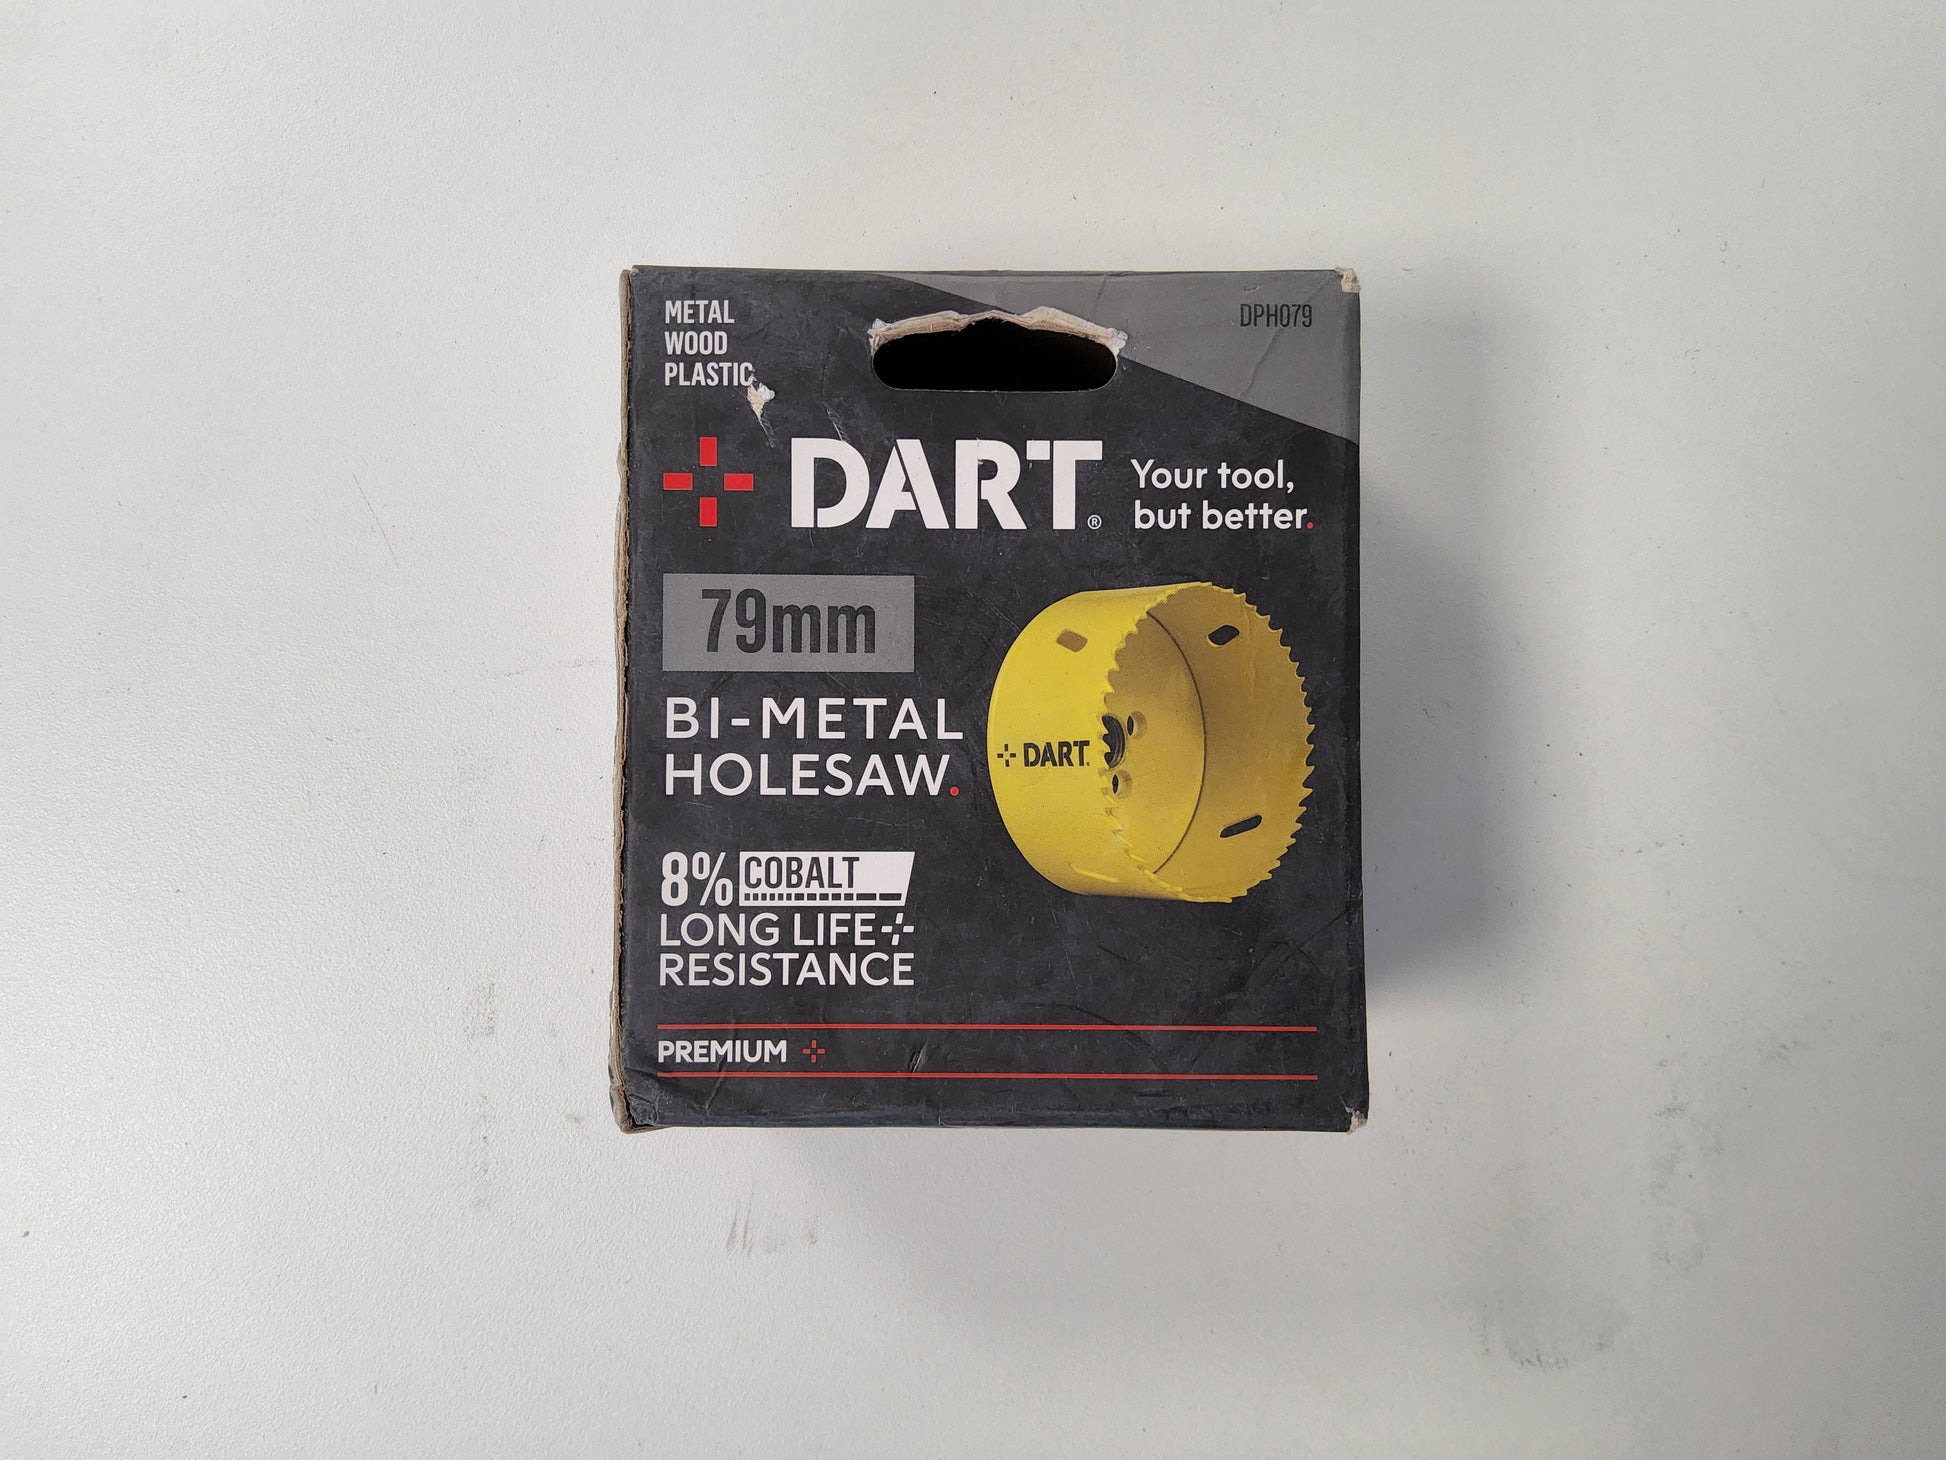 METAL
WOOD
PLASTIC
DPH079
DART®
Your tool,
but better.
79mm
BI-METAL
HOLESAW.
DART
8% COBALT
LONG LIFE
RESISTANCE
PREMIUM